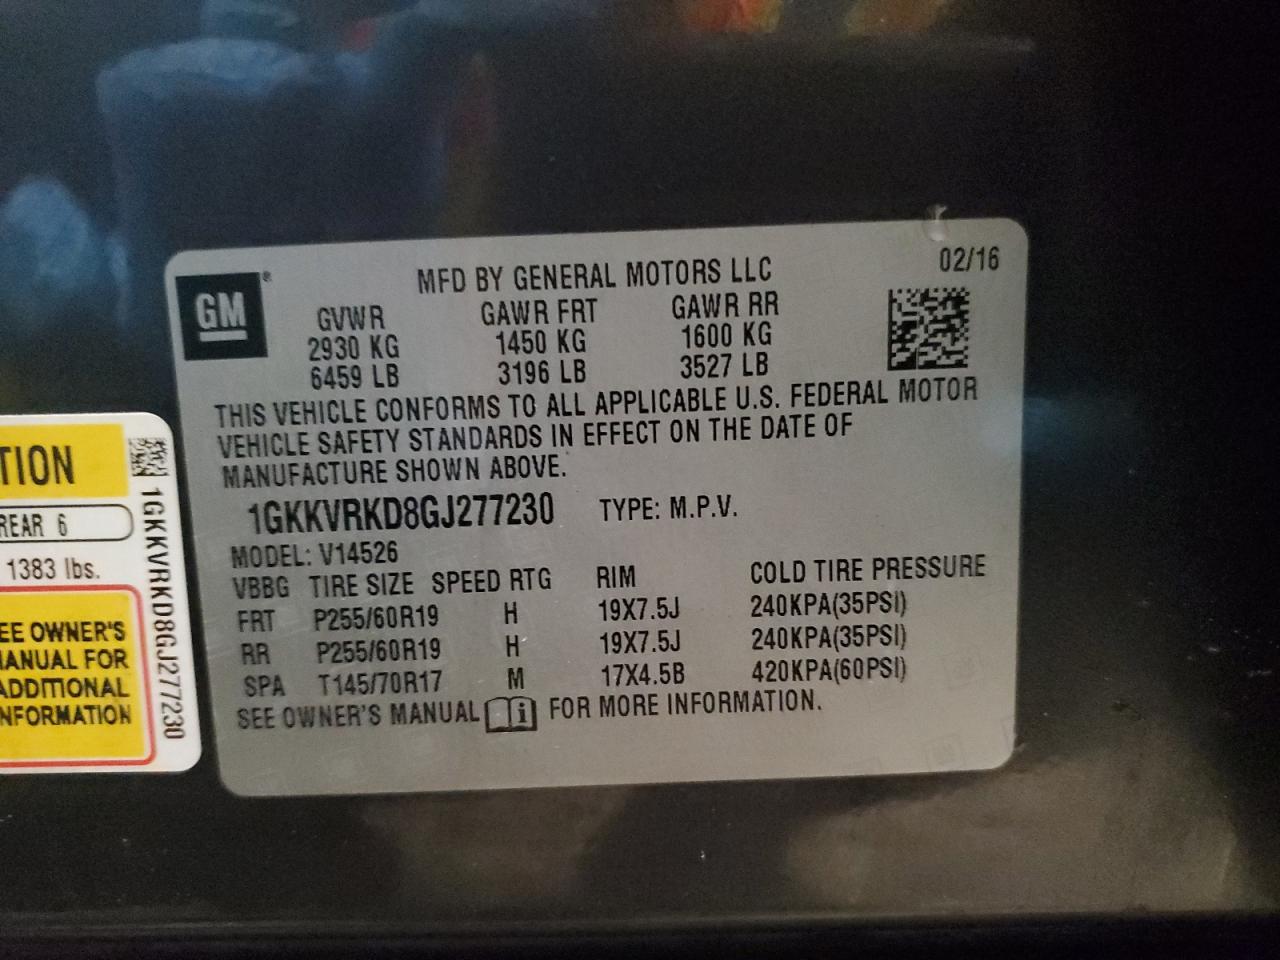 GM®
MFD BY GENERAL MOTORS LLC
02/16
GVWR GAWR FRT GAWR RR
2930 KG 1450 KG 1600 KG
6459 LB 3196 LB 3527 LB
THIS VEHICLE CONFORMS TO ALL APPLICABLE U.S. FEDERAL MOTOR
VEHICLE SAFETY STANDARDS IN EFFECT ON THE DATE OF
MANUFACTURE SHOWN ABOVE.
1GKKVRKD8GJ277230 TYPE: M.P.V.
MODEL: V14526
VBBG TIRE SIZE SPEED RTG RIM COLD TIRE PRESSURE
FRT P255/60R19 H 19X7.5J 240KPA(35PSI)
RR P255/60R19 H 19X7.5J 240KPA(35PSI)
SPA T145/70R17 M 17X4.5B 420KPA(60PSI)
SEE OWNER'S MANUAL i FOR MORE INFORMATION.
TION
REAR 6
1383 lbs.
EE OWNER'S
ANUAL FOR
ADDITIONAL
NFORMATION
1GKKVRKD8GJ277230